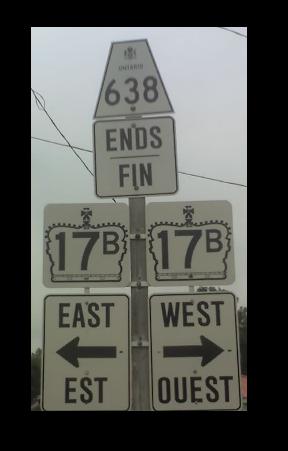 ONTARIO
638
ENDS
FIN
17B 17B
EAST WEST
EST OUEST